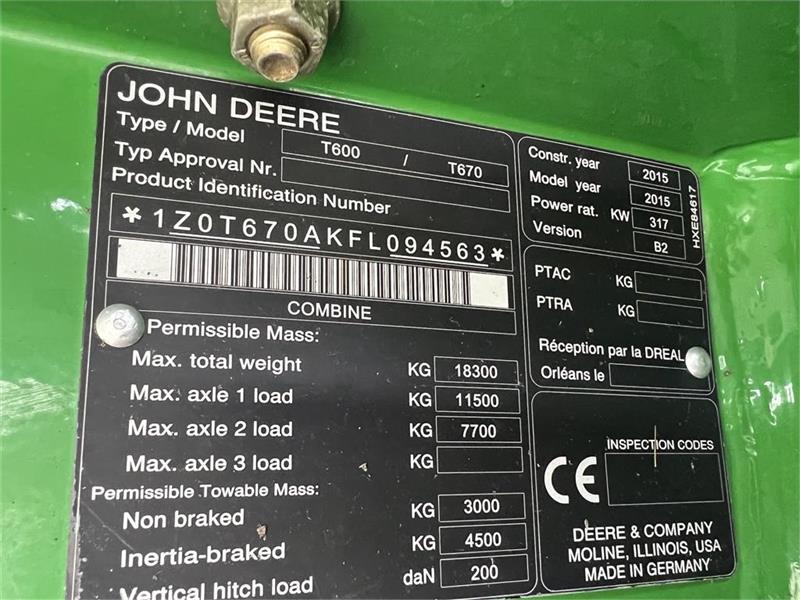 JOHN DEERE
Type / Model T600 / T670
Typ Approval Nr.
Product Identification Number
*1Z0T670AKFL094563*
COMBINE
Permissible Mass:
Max. total weight KG 18300
Max. axle 1 load KG 11500
Max. axle 2 load KG 7700
Max. axle 3 load KG
Permissible Towable Mass:
Non braked KG 3000
Inertia-braked KG 4500
Vertical hitch load daN 200
Constr. year 2015
Model year 2015
Power rat. KW 317
Version B2
HXE84617
PTAC KG
PTRA KG
Réception par la DREAL
Orléans le
INSPECTION CODES
CE
DEERE & COMPANY
MOLINE, ILLINOIS, USA
MADE IN GERMANY